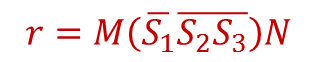 r = M(S̅₁ S̅₂S̅₃)N